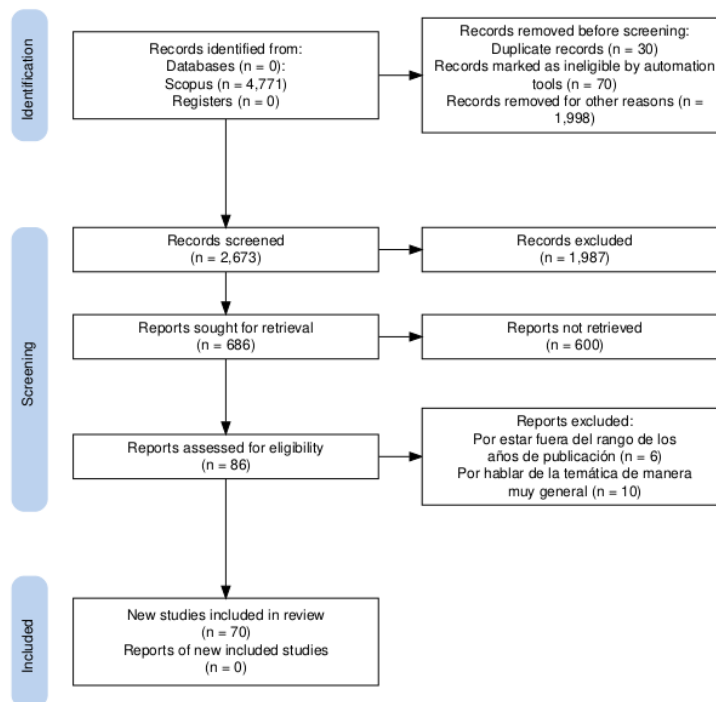 Identification
Records identified from:
Databases (n = 0):
Scopus (n = 4,771)
Registers (n = 0)
Records removed before screening:
Duplicate records (n = 30)
Records marked as ineligible by automation
tools (n = 70)
Records removed for other reasons (n =
1,998)
Screening
Records screened
(n = 2,673)
Records excluded
(n = 1,987)
Reports sought for retrieval
(n = 686)
Reports not retrieved
(n = 600)
Reports assessed for eligibility
(n = 86)
Reports excluded:
Por estar fuera del rango de los
años de publicación (n = 6)
Por hablar de la temática de manera
muy general (n = 10)
Included
New studies included in review
(n = 70)
Reports of new included studies
(n = 0)